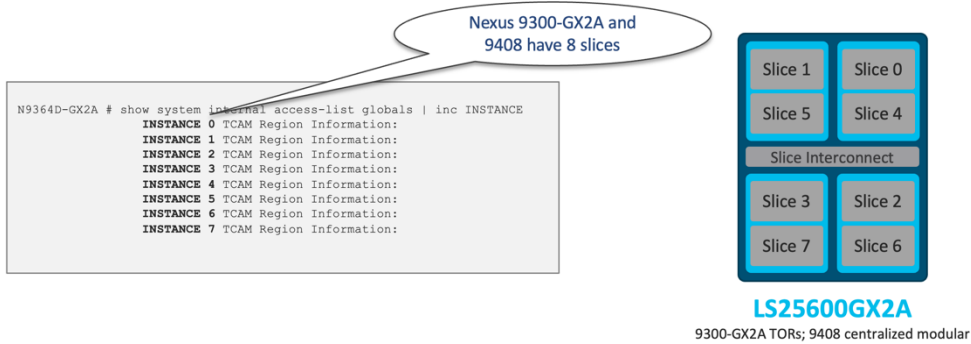 Nexus 9300-GX2A and
9408 have 8 slices
N9364D-GX2A # show system internal access-list globals | inc INSTANCE
INSTANCE 0 TCAM Region Information:
INSTANCE 1 TCAM Region Information:
INSTANCE 2 TCAM Region Information:
INSTANCE 3 TCAM Region Information:
INSTANCE 4 TCAM Region Information:
INSTANCE 5 TCAM Region Information:
INSTANCE 6 TCAM Region Information:
INSTANCE 7 TCAM Region Information:
Slice 1 Slice 0
Slice 5 Slice 4
Slice Interconnect
Slice 3 Slice 2
Slice 7 Slice 6
LS25600GX2A
9300-GX2A TORs; 9408 centralized modular